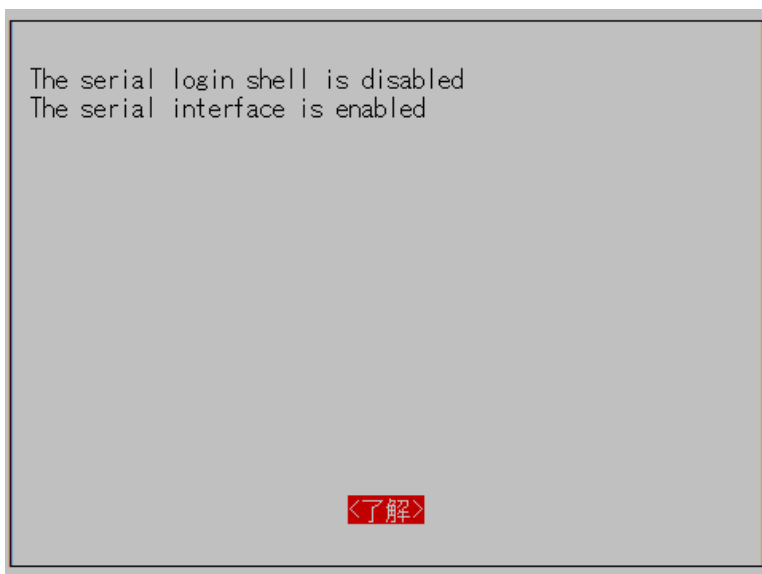 The serial login shell is disabled
The serial interface is enabled
<了解>